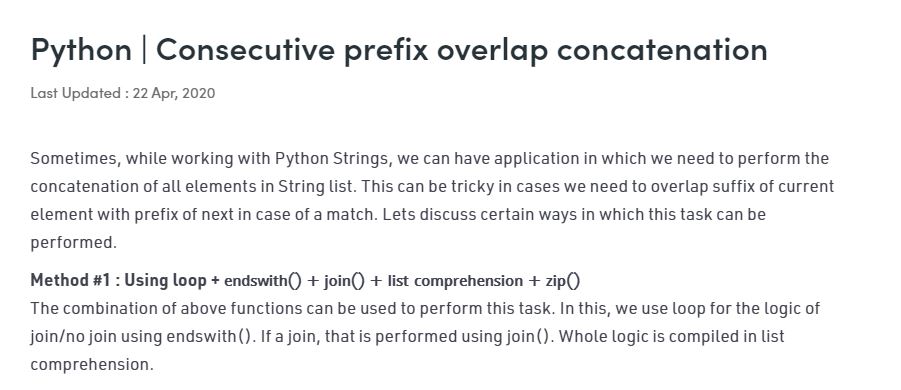 Python | Consecutive prefix overlap concatenation
Last Updated : 22 Apr, 2020
Sometimes, while working with Python Strings, we can have application in which we need to perform the
concatenation of all elements in String list. This can be tricky in cases we need to overlap suffix of current
element with prefix of next in case of a match. Lets discuss certain ways in which this task can be
performed.
Method #1 : Using loop + endswith() + join() + list comprehension + zip()
The combination of above functions can be used to perform this task. In this, we use loop for the logic of
join/no join using endswith(). If a join, that is performed using join(). Whole logic is compiled in list
comprehension.